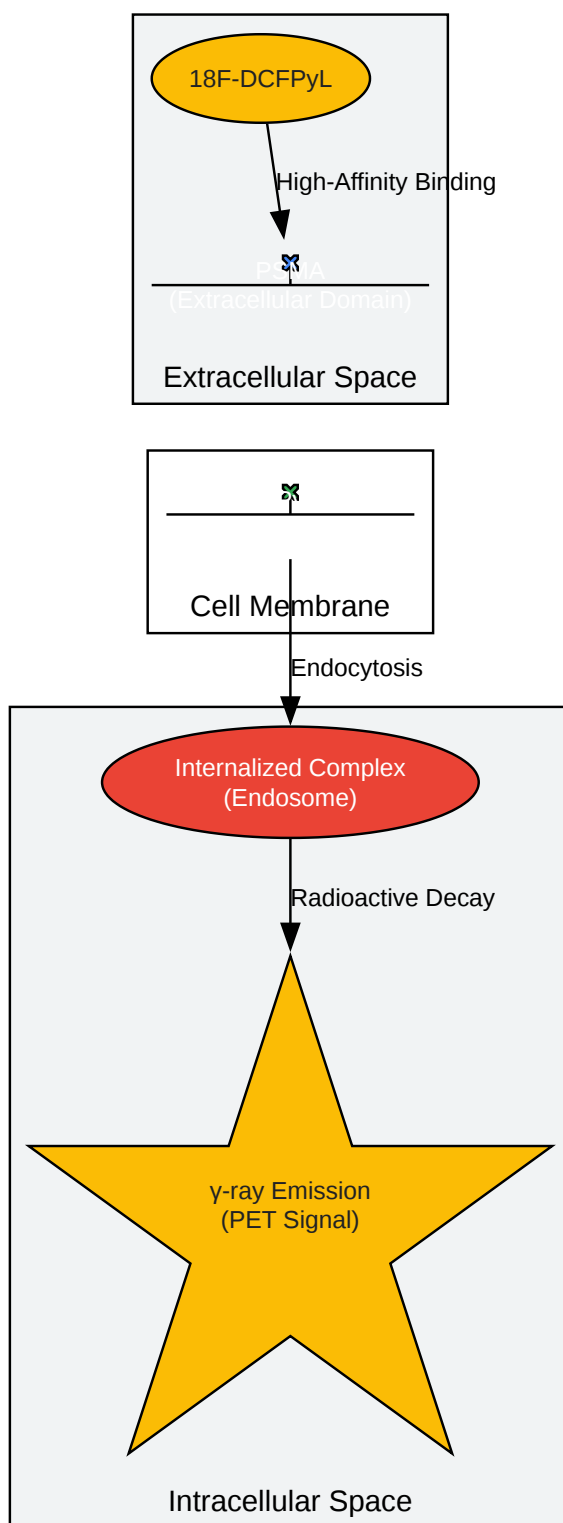 18F-DCFPyL
High-Affinity Binding
PSMA
(Extracellular Domain)
Extracellular Space
Cell Membrane
Endocytosis
Internalized Complex
(Endosome)
Radioactive Decay
γ-ray Emission
(PET Signal)
Intracellular Space